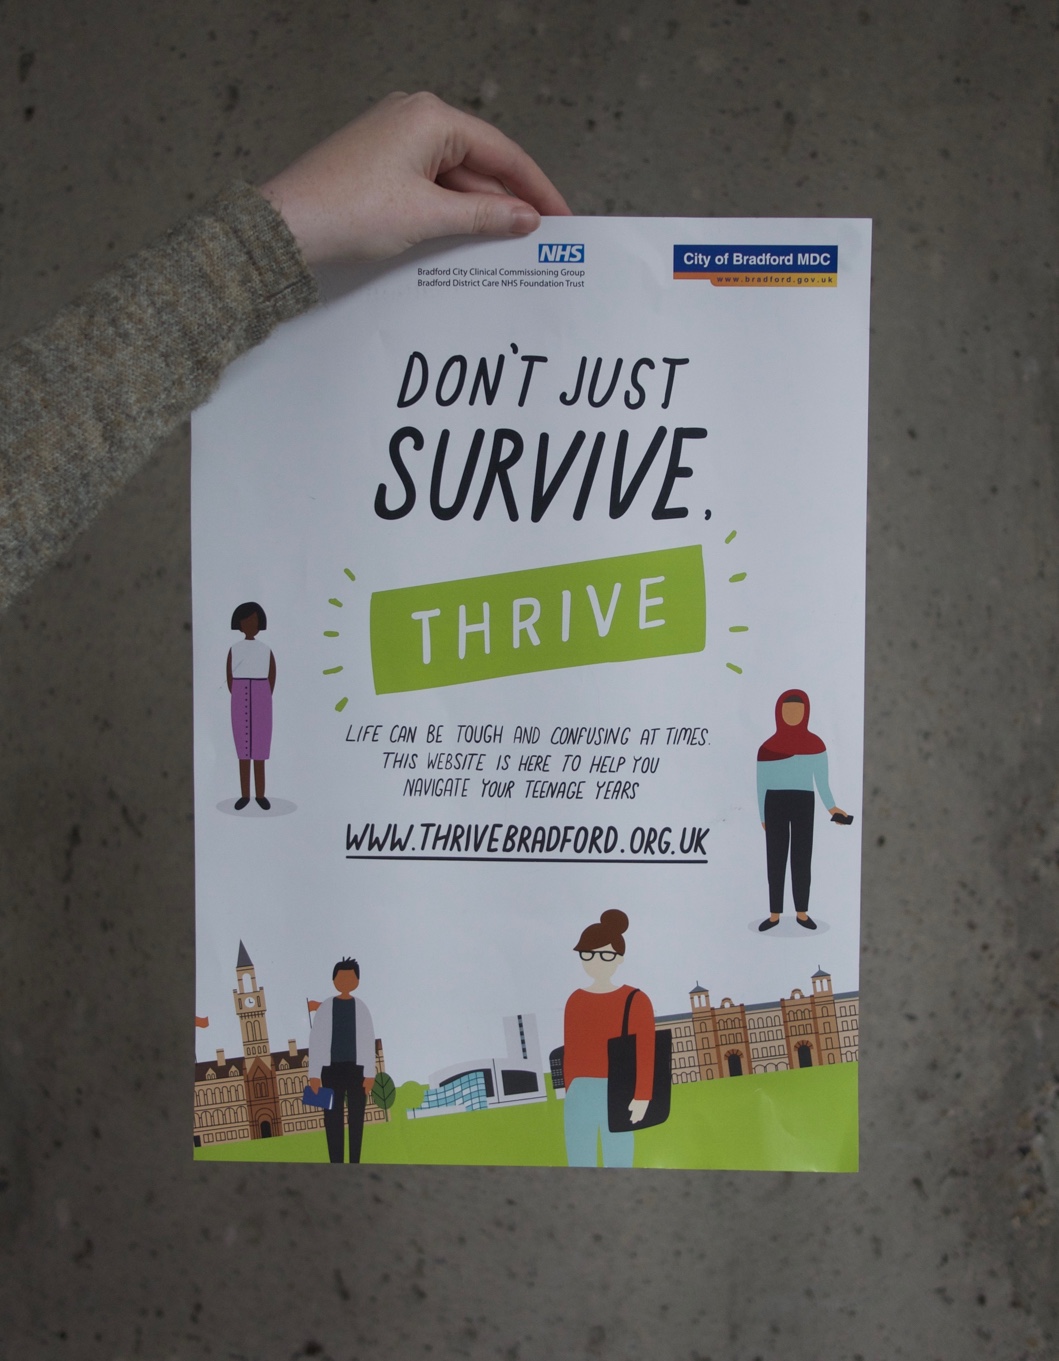 NHS
Bradford City Clinical Commissioning Group
Bradford District Care NHS Foundation Trust
City of Bradford MDC
www.bradford.gov.uk
DON'T JUST
SURVIVE,
THRIVE
LIFE CAN BE TOUGH AND CONFUSING AT TIMES.
THIS WEBSITE IS HERE TO HELP YOU
NAVIGATE YOUR TEENAGE YEARS
WWW.THRIVEBRADFORD.ORG.UK